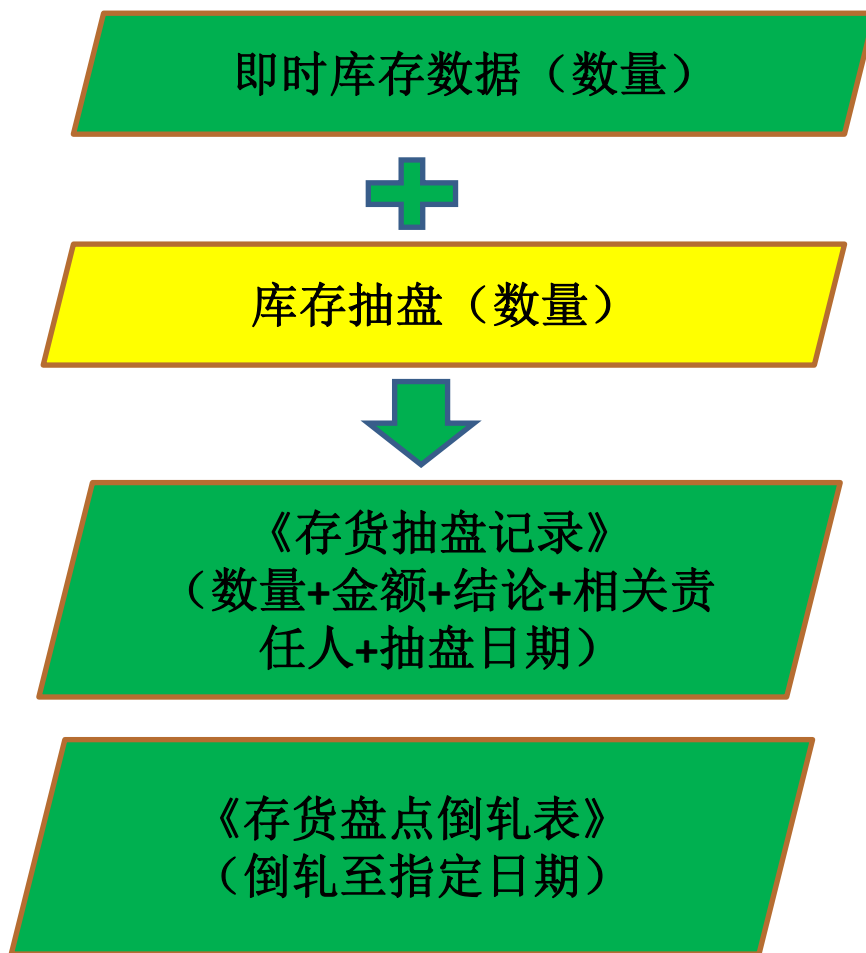 即时库存数据（数量）
库存抽盘（数量）
《存货抽盘记录》
（数量+金额+结论+相关责
任人+抽盘日期）
《存货盘点倒轧表》
（倒轧至指定日期）